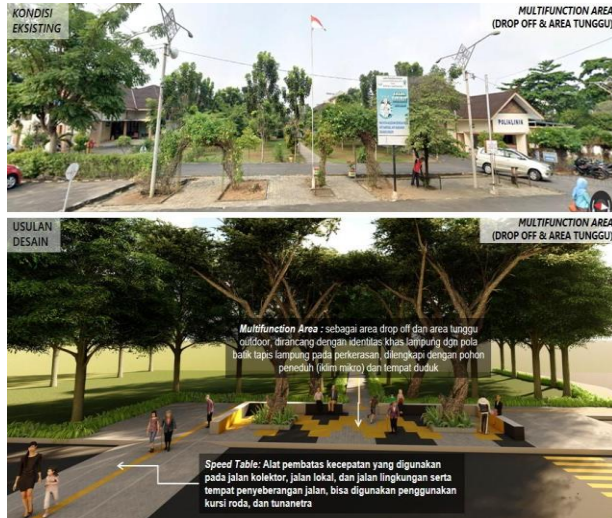 KONDISI
EKSISTING
MULTIFUNCTION AREA
(DROP OFF & AREA TUNGGU)
POLIKLINIK
USULAN
DESAIN
MULTIFUNCTION AREA
(DROP OFF & AREA TUNGGU)
Multifunction Area : sebagai area drop off dan area tunggu
outdoor, dirancang dengan identitas khas lampung dgn pola
batik tapis lampung pada perkerasan, dilengkapi dengan pohon
peneduh (iklim mikro) dan tempat duduk
Speed Table: Alat pembatas kecepatan yang digunakan
pada jalan kolektor, jalan lokal, dan jalan lingkungan serta
tempat penyeberangan jalan, bisa digunakan penggunakan
kursi roda, dan tunanetra